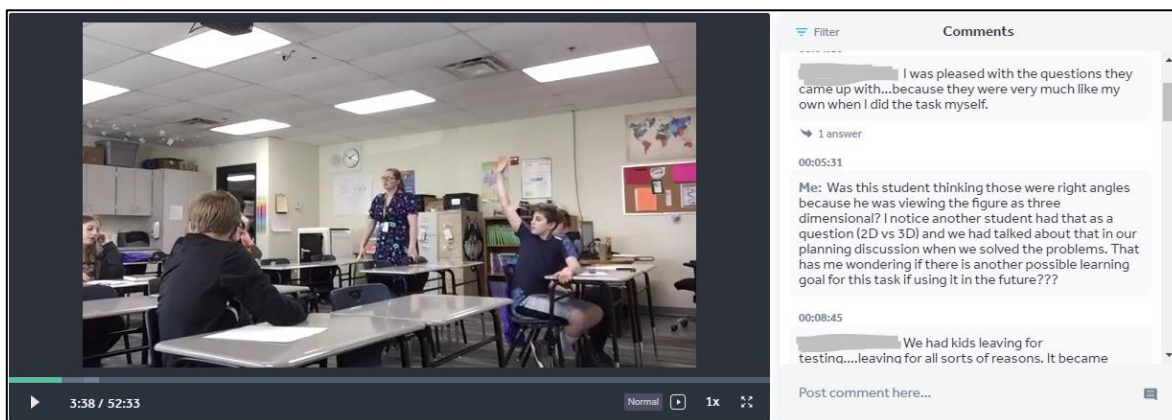 Filter
Comments
I was pleased with the questions they
came up with...because they were very much like my
own when I did the task myself.
1 answer
00:05:31
Me: Was this student thinking those were right angles
because he was viewing the figure as three
dimensional? I notice another student had that as a
question (2D vs 3D) and we had talked about that in our
planning discussion when we solved the problems. That
has me wondering if there is another possible learning
goal for this task if using it in the future???
00:08:45
We had kids leaving for
testing....leaving for all sorts of reasons. It became
Post comment here...
3:38 / 52:33
Normal
1x